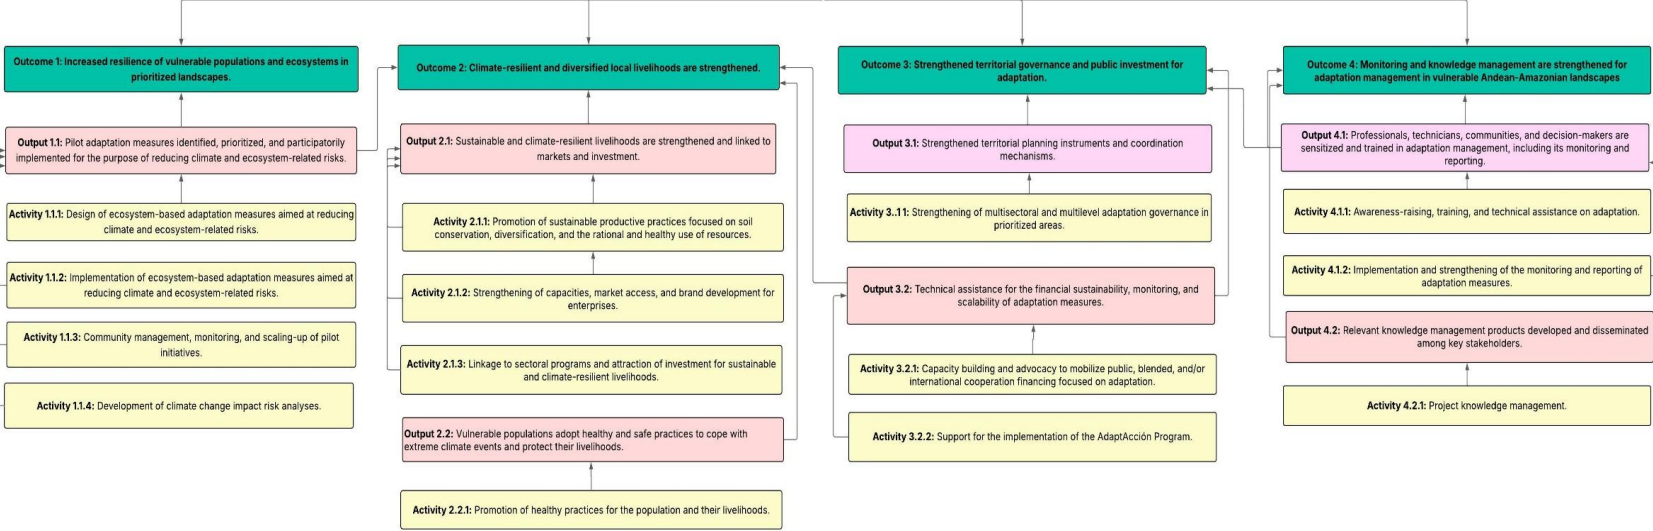 Outcome 1: Increased resilience of vulnerable populations and ecosystems in
prioritized landscapes.
Output 1.1: Pilot adaptation measures identified, prioritized, and participatorily
implemented for the purpose of reducing climate and ecosystem-related risks.
Activity 1.1.1: Design of ecosystem-based adaptation measures aimed at reducing
climate and ecosystem-related risks.
Activity 1.1.2: Implementation of ecosystem-based adaptation measures aimed at
reducing climate and ecosystem-related risks.
Activity 1.1.3: Community management, monitoring, and scaling-up of pilot
initiatives.
Activity 1.1.4: Development of climate change impact risk analyses.
Outcome 2: Climate-resilient and diversified local livelihoods are strengthened.
Output 2.1: Sustainable and climate-resilient livelihoods are strengthened and linked to
markets and investment.
Activity 2.1.1: Promotion of sustainable productive practices focused on soil
conservation, diversification, and the rational and healthy use of resources.
Activity 2.1.2: Strengthening of capacities, market access, and brand development for
enterprises.
Activity 2.1.3: Linkage to sectoral programs and attraction of investment for sustainable
and climate-resilient livelihoods.
Output 2.2: Vulnerable populations adopt healthy and safe practices to cope with
extreme climate events and protect their livelihoods.
Activity 2.2.1: Promotion of healthy practices for the population and their livelihoods.
Outcome 3: Strengthened territorial governance and public investment for
adaptation.
Output 3.1: Strengthened territorial planning instruments and coordination
mechanisms.
Activity 3..11: Strengthening of multisectoral and multilevel adaptation governance in
prioritized areas.
Output 3.2: Technical assistance for the financial sustainability, monitoring, and
scalability of adaptation measures.
Activity 3.2.1: Capacity building and advocacy to mobilize public, blended, and/or
international cooperation financing focused on adaptation.
Activity 3.2.2: Support for the implementation of the AdaptAcción Program.
Outcome 4: Monitoring and knowledge management are strengthened for
adaptation management in vulnerable Andean-Amazonian landscapes
Output 4.1: Professionals, technicians, communities, and decision-makers are
sensitized and trained in adaptation management, including its monitoring and
reporting.
Activity 4.1.1: Awareness-raising, training, and technical assistance on adaptation.
Activity 4.1.2: Implementation and strengthening of the monitoring and reporting of
adaptation measures.
Output 4.2: Relevant knowledge management products developed and disseminated
among key stakeholders.
Activity 4.2.1: Project knowledge management.